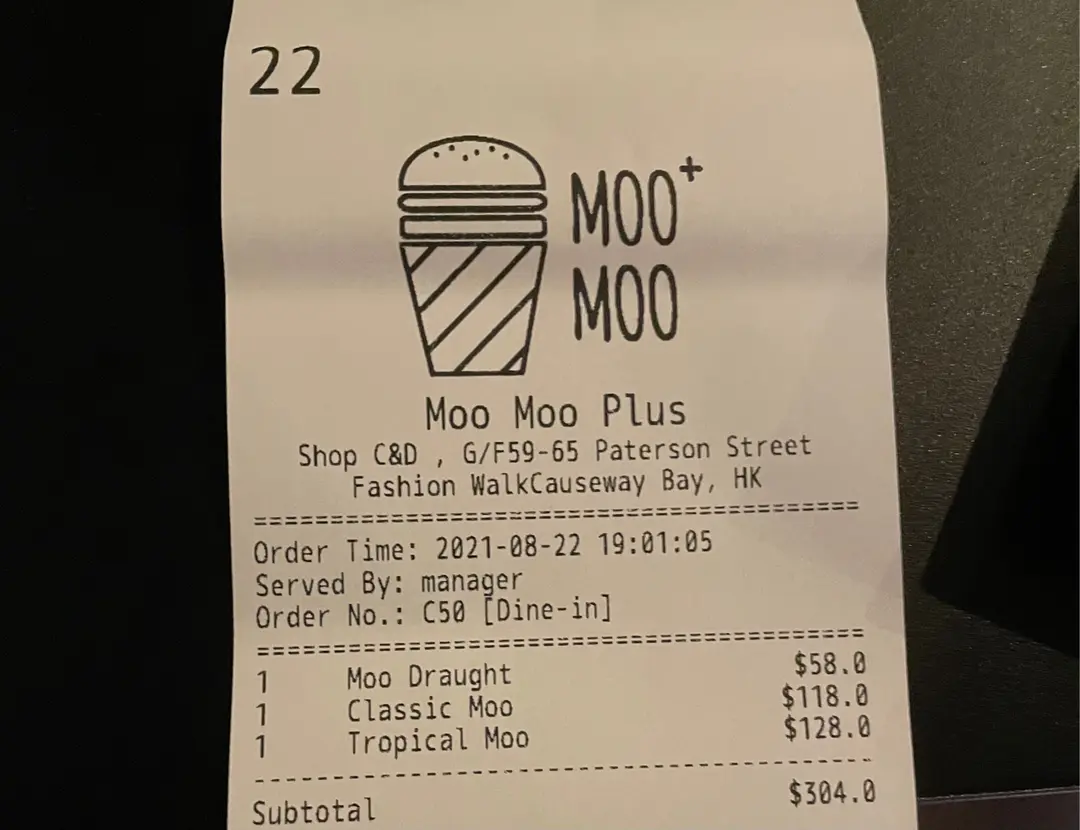 22
MOO+
MOO
Moo Moo Plus
Shop C&D , G/F59-65 Paterson Street
Fashion WalkCauseway Bay, HK
========================================
Order Time: 2021-08-22 19:01:05
Served By: manager
Order No.: C50 [Dine-in]
========================================
1 Moo Draught $58.0
1 Classic Moo $118.0
1 Tropical Moo $128.0
----------------------------------------
Subtotal $304.0